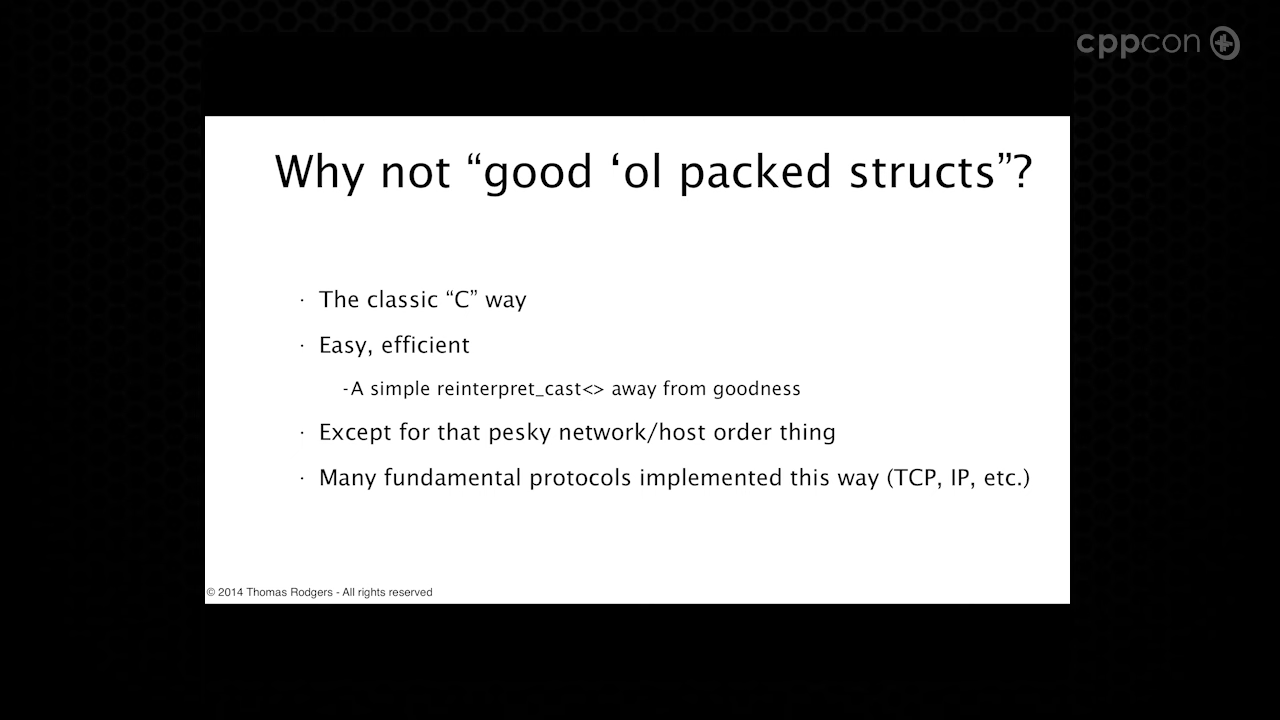 cppcon
Why not “good ‘ol packed structs”?
· The classic “C” way
· Easy, efficient
-A simple reinterpret_cast<> away from goodness
· Except for that pesky network/host order thing
· Many fundamental protocols implemented this way (TCP, IP, etc.)
© 2014 Thomas Rodgers - All rights reserved